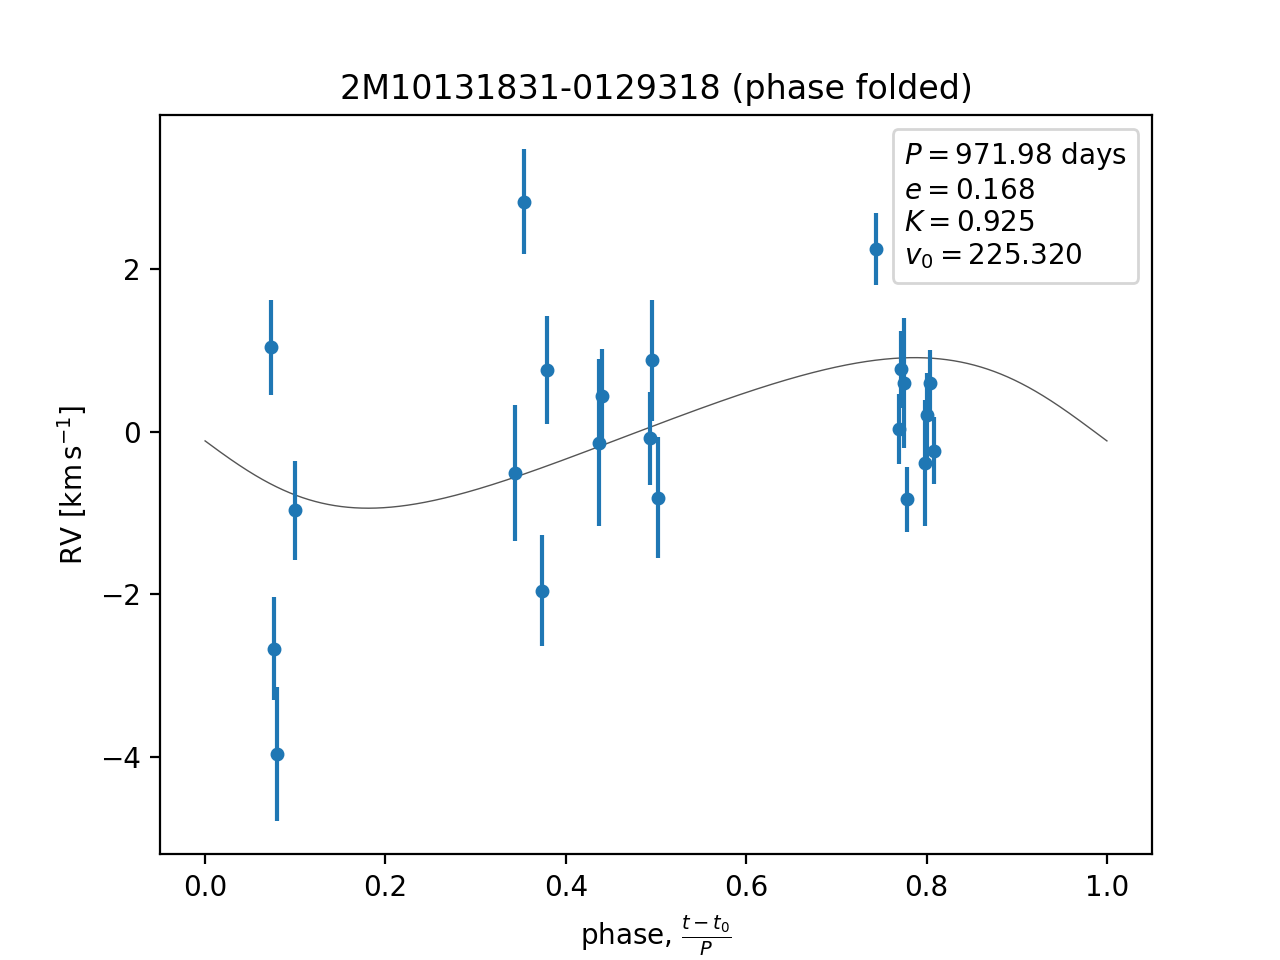 2M10131831-0129318 (phase folded)
P = 971.98 days
e = 0.168
K = 0.925
v₀ = 225.320
2
0
−2
−4
RV [km s⁻¹]
0.0 0.2 0.4 0.6 0.8 1.0
phase, (t − t₀)/P